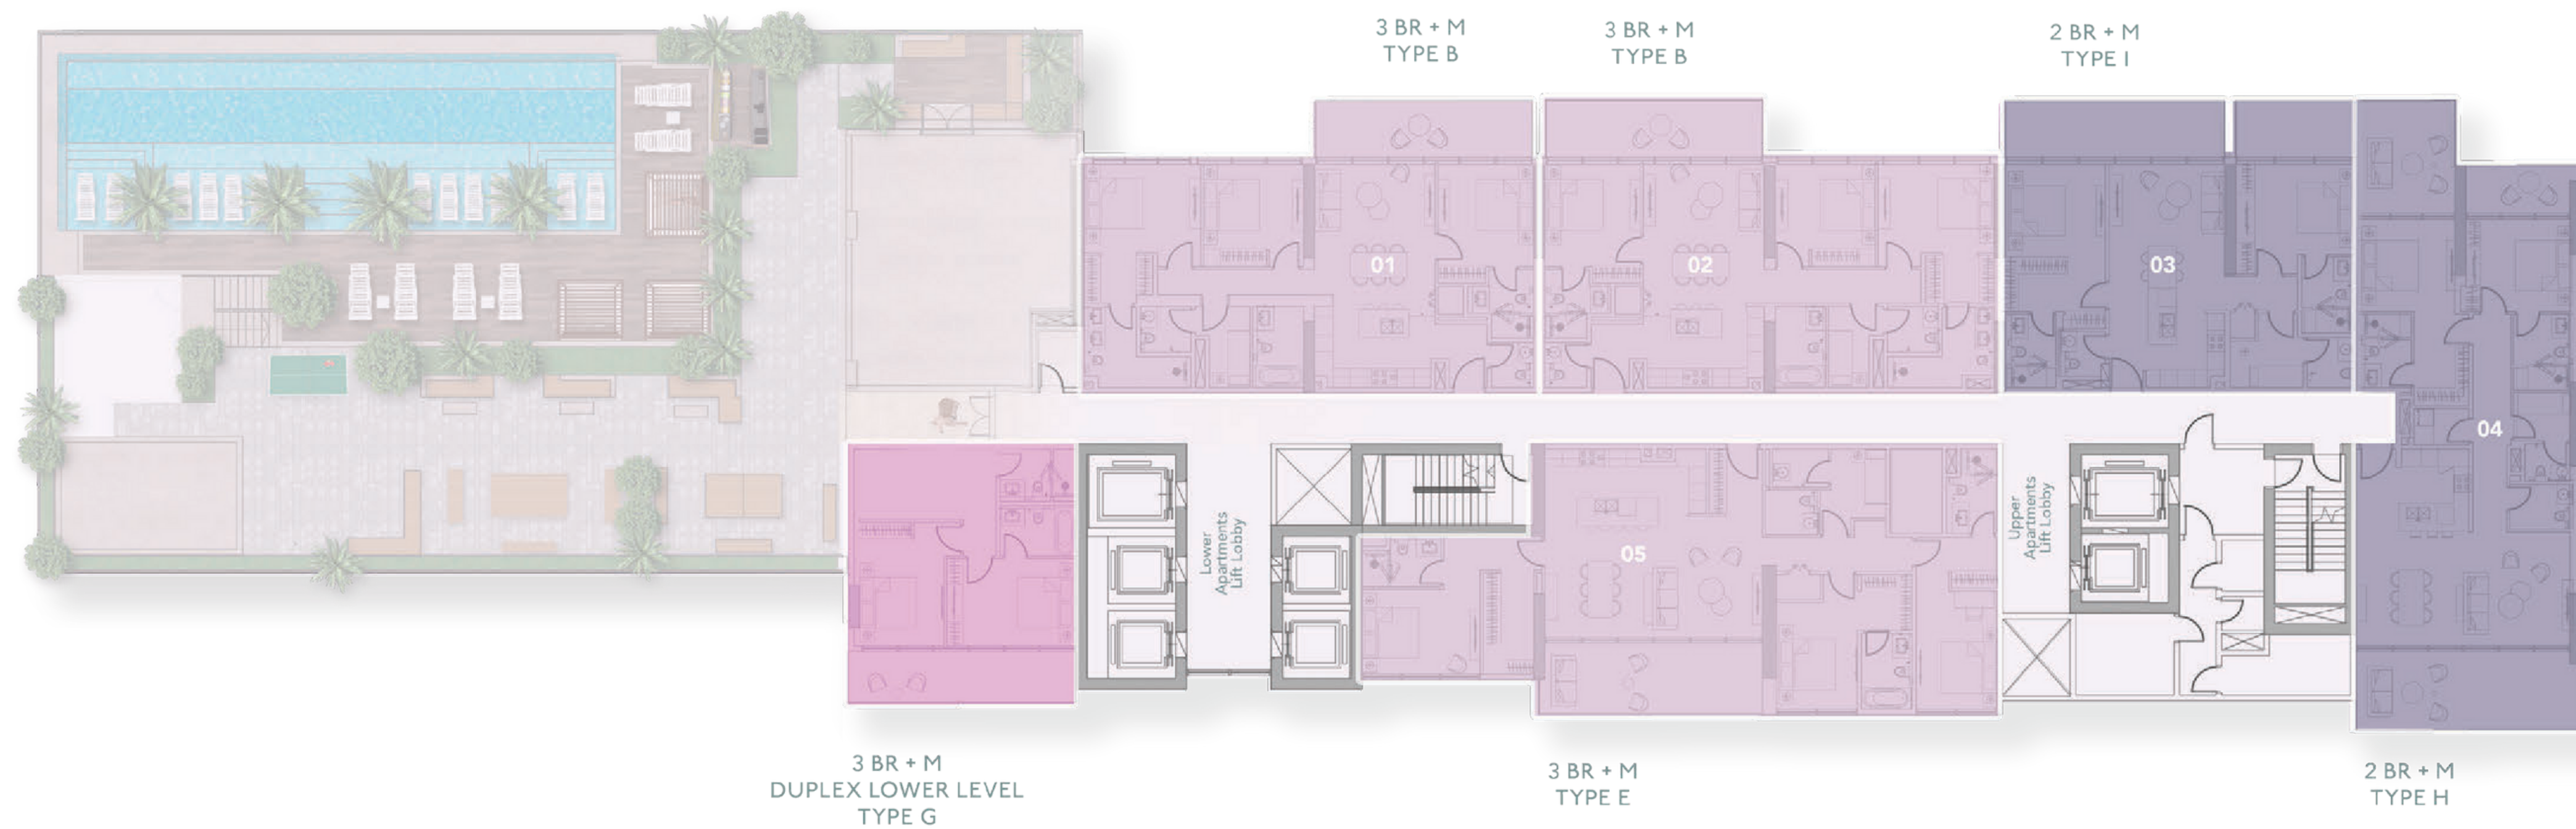 3 BR + M
TYPE B
3 BR + M
TYPE B
2 BR + M
TYPE I
01
02
03
04
05
Lower
Apartments
Lift Lobby
Upper
Apartments
Lift Lobby
3 BR + M
DUPLEX LOWER LEVEL
TYPE G
3 BR + M
TYPE E
2 BR + M
TYPE H